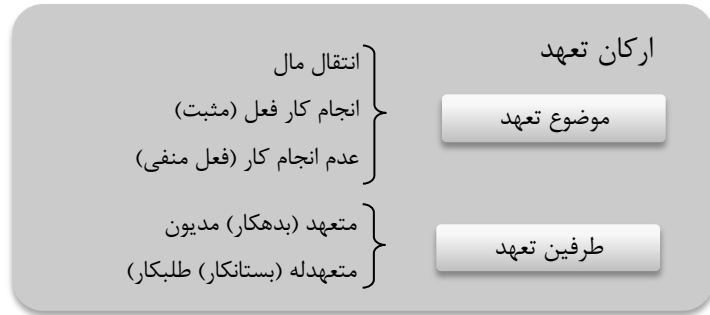 ارکان تعهد
موضوع تعهد
انتقال مال
انجام کار فعل (مثبت)
عدم انجام کار (فعل منفی)
طرفین تعهد
متعهد (بدهکار) مدیون
متعهدله (بستانکار) طلبکار)